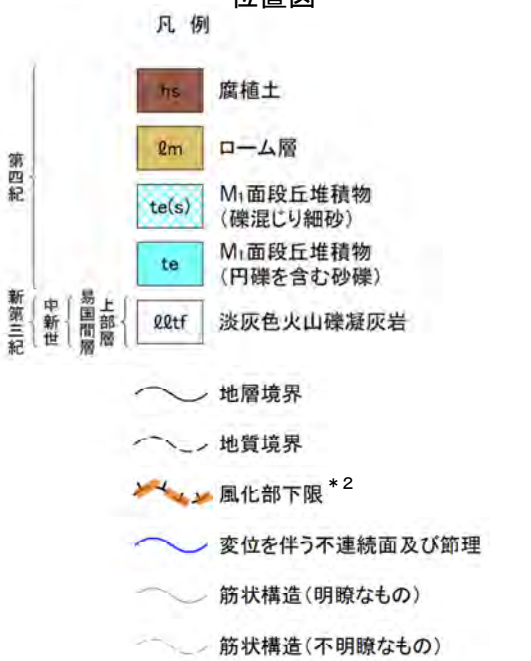 位置図
凡 例
hs 腐植土
ℓm ローム層
te(s) M₁面段丘堆積物
(礫混じり細砂)
te M₁面段丘堆積物
(円礫を含む砂礫)
ℓℓtf 淡灰色火山礫凝灰岩
第四紀
新第三紀
中新世
易国間層
上部層
地層境界
地質境界
風化部下限*2
変位を伴う不連続面及び節理
筋状構造(明瞭なもの)
筋状構造(不明瞭なもの)